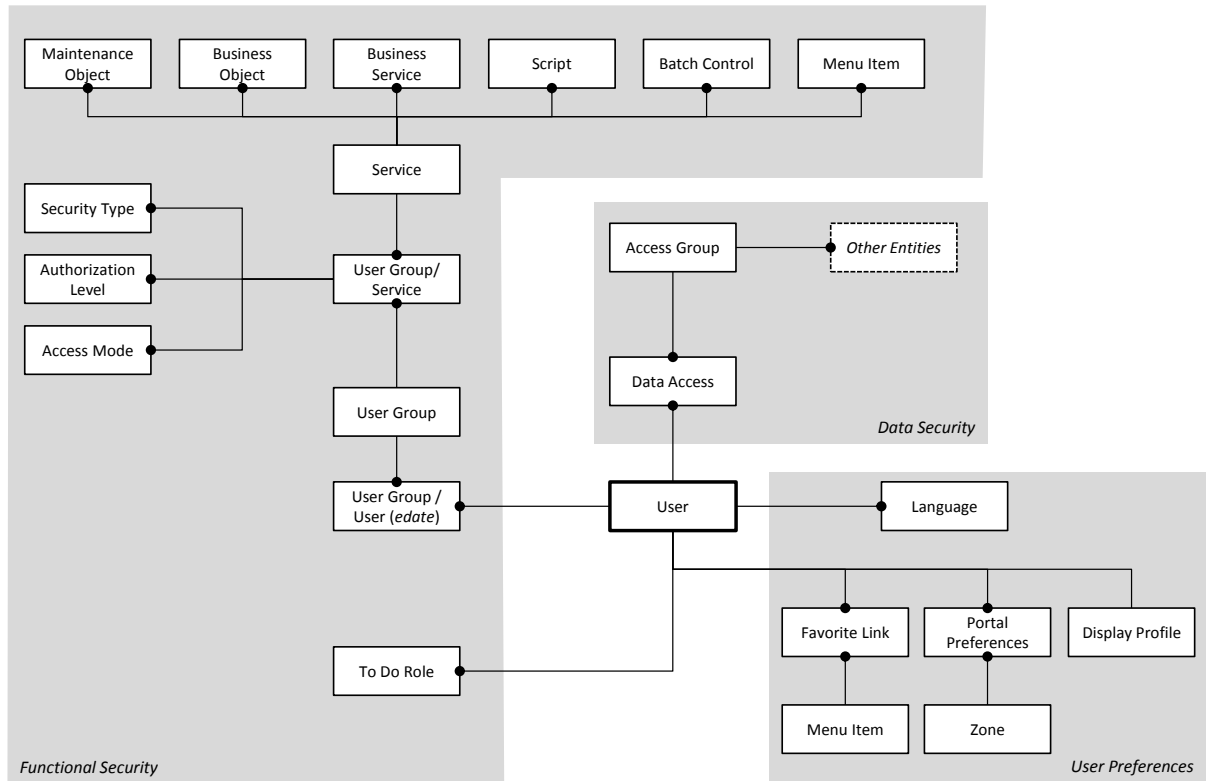 Maintenance
Object
Business
Object
Business
Service
Script
Batch Control
Menu Item
Service
Security Type
Authorization
Level
Access Mode
User Group/
Service
User Group
User Group /
User (edate)
To Do Role
Functional Security
Access Group
Other Entities
Data Access
Data Security
User
Language
Favorite Link
Portal
Preferences
Display Profile
Menu Item
Zone
User Preferences